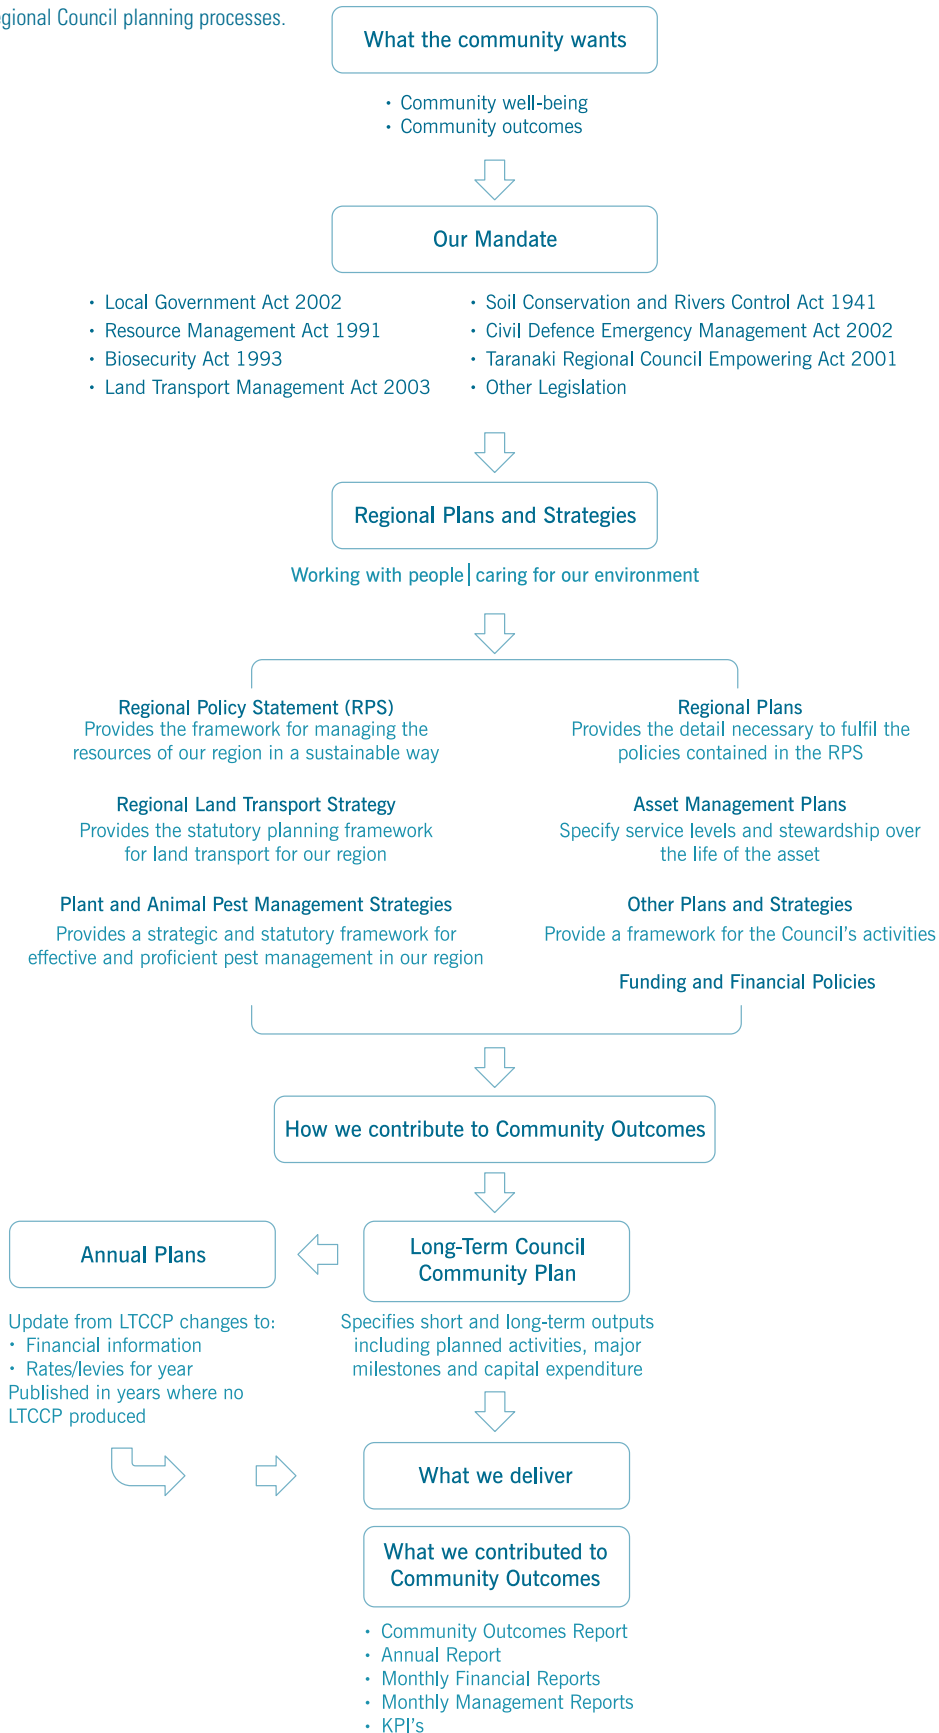 egional Council planning processes.
What the community wants
• Community well-being
• Community outcomes
Our Mandate
• Local Government Act 2002
• Resource Management Act 1991
• Biosecurity Act 1993
• Land Transport Management Act 2003
• Soil Conservation and Rivers Control Act 1941
• Civil Defence Emergency Management Act 2002
• Taranaki Regional Council Empowering Act 2001
• Other Legislation
Regional Plans and Strategies
Working with people | caring for our environment
Regional Policy Statement (RPS)
Provides the framework for managing the
resources of our region in a sustainable way
Regional Land Transport Strategy
Provides the statutory planning framework
for land transport for our region
Plant and Animal Pest Management Strategies
Provides a strategic and statutory framework for
effective and proficient pest management in our region
Regional Plans
Provides the detail necessary to fulfil the
policies contained in the RPS
Asset Management Plans
Specify service levels and stewardship over
the life of the asset
Other Plans and Strategies
Provide a framework for the Council's activities
Funding and Financial Policies
How we contribute to Community Outcomes
Long-Term Council
Community Plan
Specifies short and long-term outputs
including planned activities, major
milestones and capital expenditure
Annual Plans
Update from LTCCP changes to:
• Financial information
• Rates/levies for year
Published in years where no
LTCCP produced
What we deliver
What we contributed to
Community Outcomes
• Community Outcomes Report
• Annual Report
• Monthly Financial Reports
• Monthly Management Reports
• KPI's